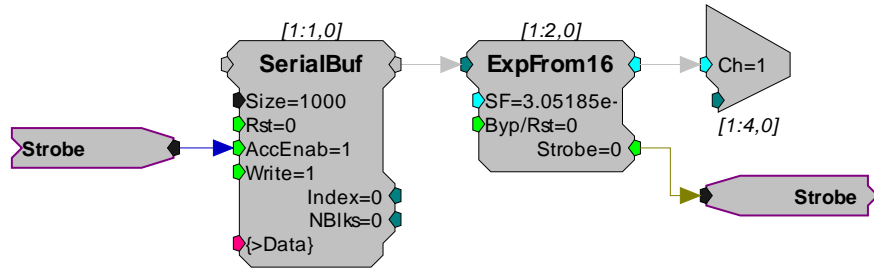 [1:1,0]
[1:2,0]
SerialBuf
ExpFrom16
Ch=1
Size=1000
SF=3.05185e-
Rst=0
Byp/Rst=0
[1:4,0]
Strobe
AccEnab=1
Strobe=0
Write=1
Index=0
Strobe
NBlks=0
{>Data}